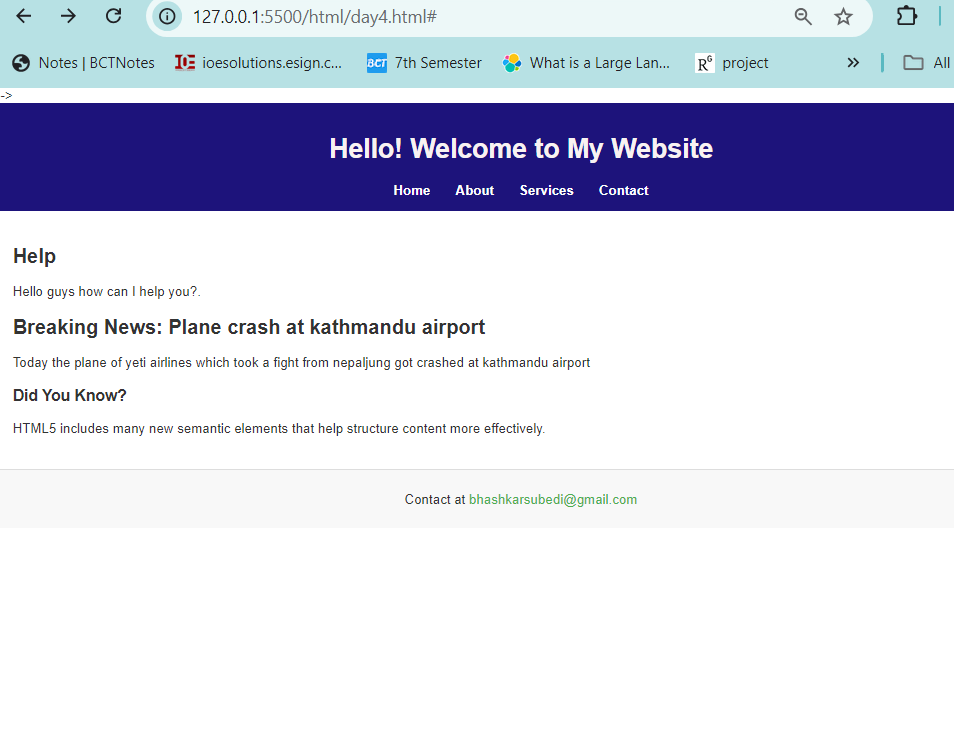 127.0.0.1:5500/html/day4.html#
Notes | BCTNotes IOE ioesolutions.esign.c... BCT 7th Semester What is a Large Lan... R6 project » All
->
Hello! Welcome to My Website
Home About Services Contact
Help
Hello guys how can I help you?.
Breaking News: Plane crash at kathmandu airport
Today the plane of yeti airlines which took a fight from nepaljung got crashed at kathmandu airport
Did You Know?
HTML5 includes many new semantic elements that help structure content more effectively.
Contact at bhashkarsubedi@gmail.com